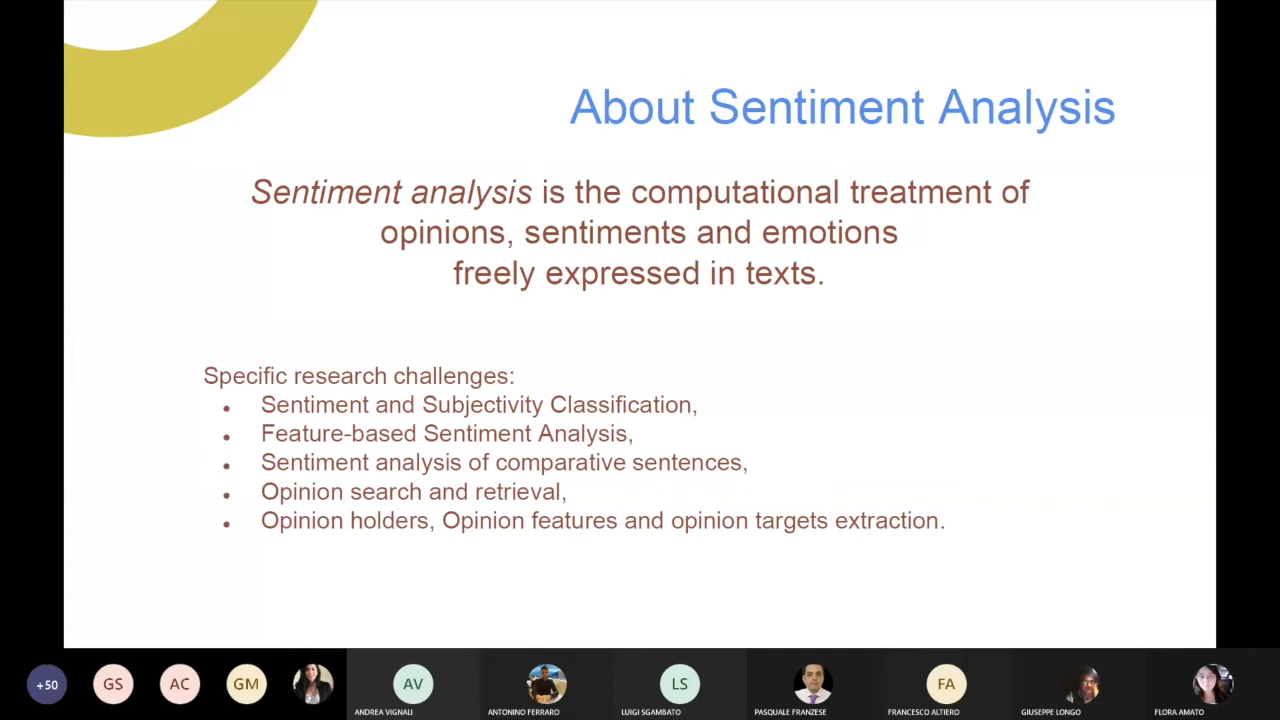 About Sentiment Analysis
Sentiment analysis is the computational treatment of
opinions, sentiments and emotions
freely expressed in texts.
Specific research challenges:
• Sentiment and Subjectivity Classification,
• Feature-based Sentiment Analysis,
• Sentiment analysis of comparative sentences,
• Opinion search and retrieval,
• Opinion holders, Opinion features and opinion targets extraction.
+50
GS
AC
GM
AV
LS
FA
ANDREA VIGNALI
ANTONINO FERRARO
LUIGI SGAMBATO
PASQUALE FRANZESE
FRANCESCO ALTIERO
GIUSEPPE LONGO
FLORA AMATO